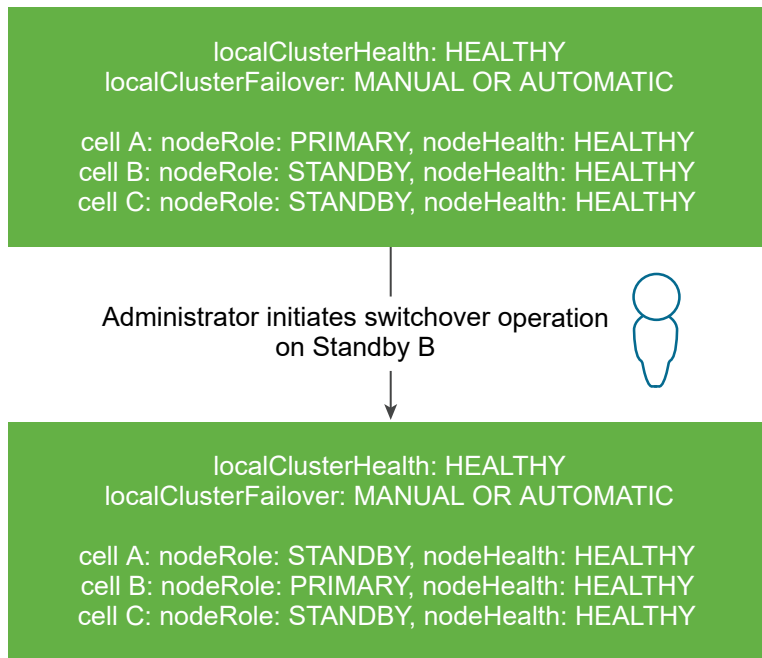 localClusterHealth: HEALTHY
localClusterFailover: MANUAL OR AUTOMATIC
cell A: nodeRole: PRIMARY, nodeHealth: HEALTHY
cell B: nodeRole: STANDBY, nodeHealth: HEALTHY
cell C: nodeRole: STANDBY, nodeHealth: HEALTHY
Administrator initiates switchover operation
on Standby B
localClusterHealth: HEALTHY
localClusterFailover: MANUAL OR AUTOMATIC
cell A: nodeRole: STANDBY, nodeHealth: HEALTHY
cell B: nodeRole: PRIMARY, nodeHealth: HEALTHY
cell C: nodeRole: STANDBY, nodeHealth: HEALTHY